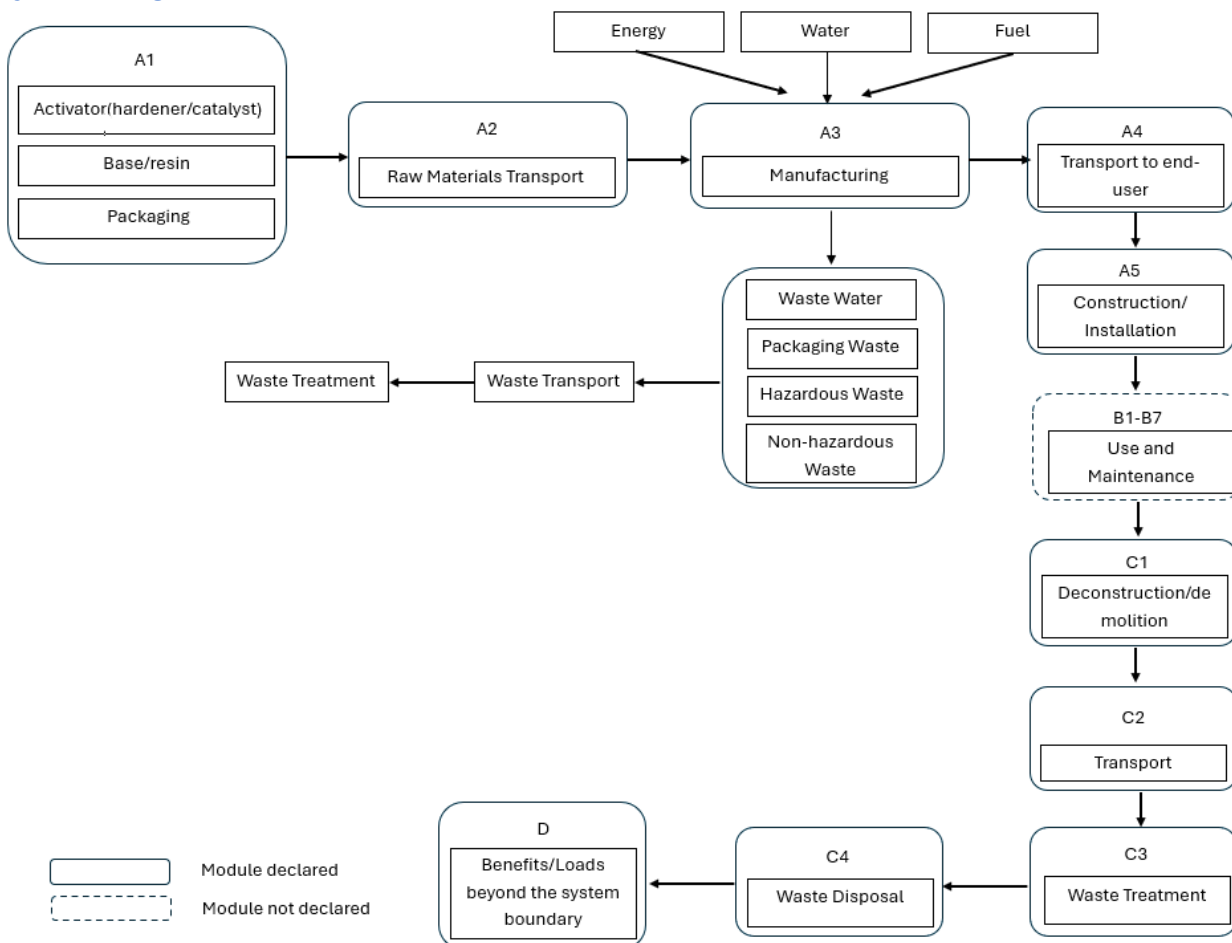 Energy
Water
Fuel
A1
Activator(hardener/catalyst)
Base/resin
Packaging
A2
Raw Materials Transport
A3
Manufacturing
A4
Transport to end-
user
A5
Construction/
Installation
Waste Water
Packaging Waste
Hazardous Waste
Non-hazardous
Waste
Waste Transport
Waste Treatment
B1-B7
Use and
Maintenance
C1
Deconstruction/de
molition
C2
Transport
C3
Waste Treatment
C4
Waste Disposal
D
Benefits/Loads
beyond the system
boundary
Module declared
Module not declared